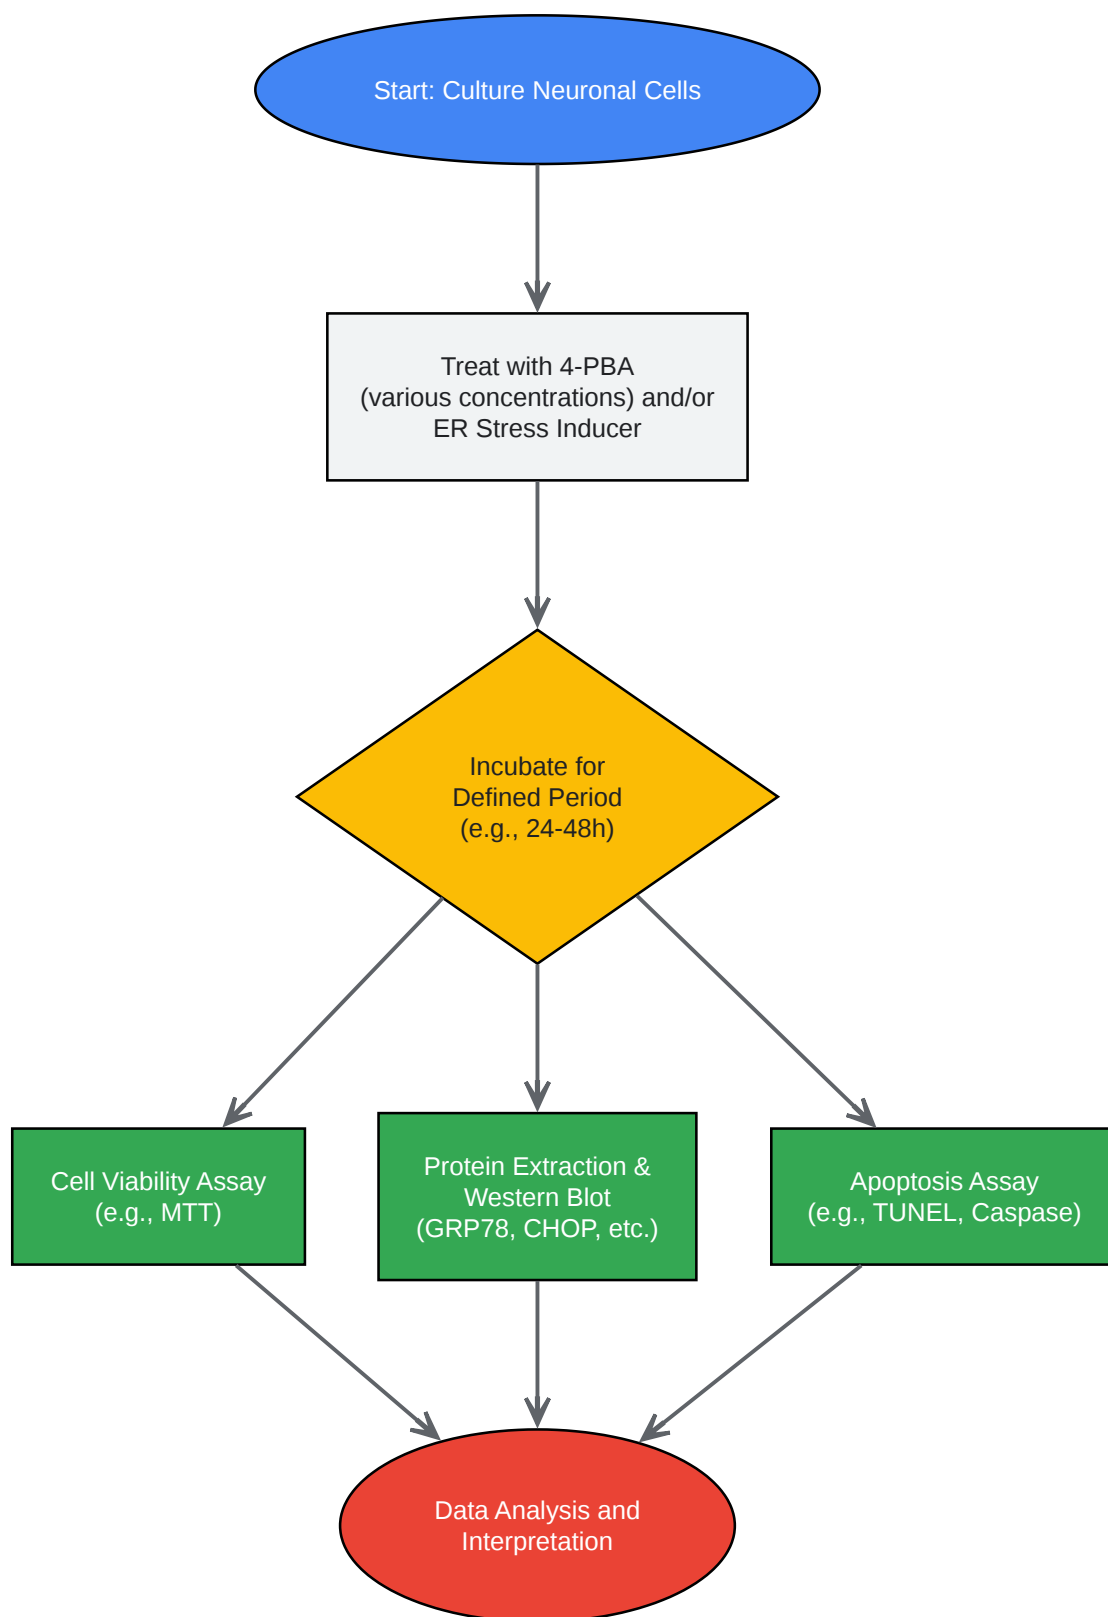 Start: Culture Neuronal Cells
Treat with 4-PBA
(various concentrations) and/or
ER Stress Inducer
Incubate for
Defined Period
(e.g., 24-48h)
Cell Viability Assay
(e.g., MTT)
Protein Extraction &
Western Blot
(GRP78, CHOP, etc.)
Apoptosis Assay
(e.g., TUNEL, Caspase)
Data Analysis and
Interpretation